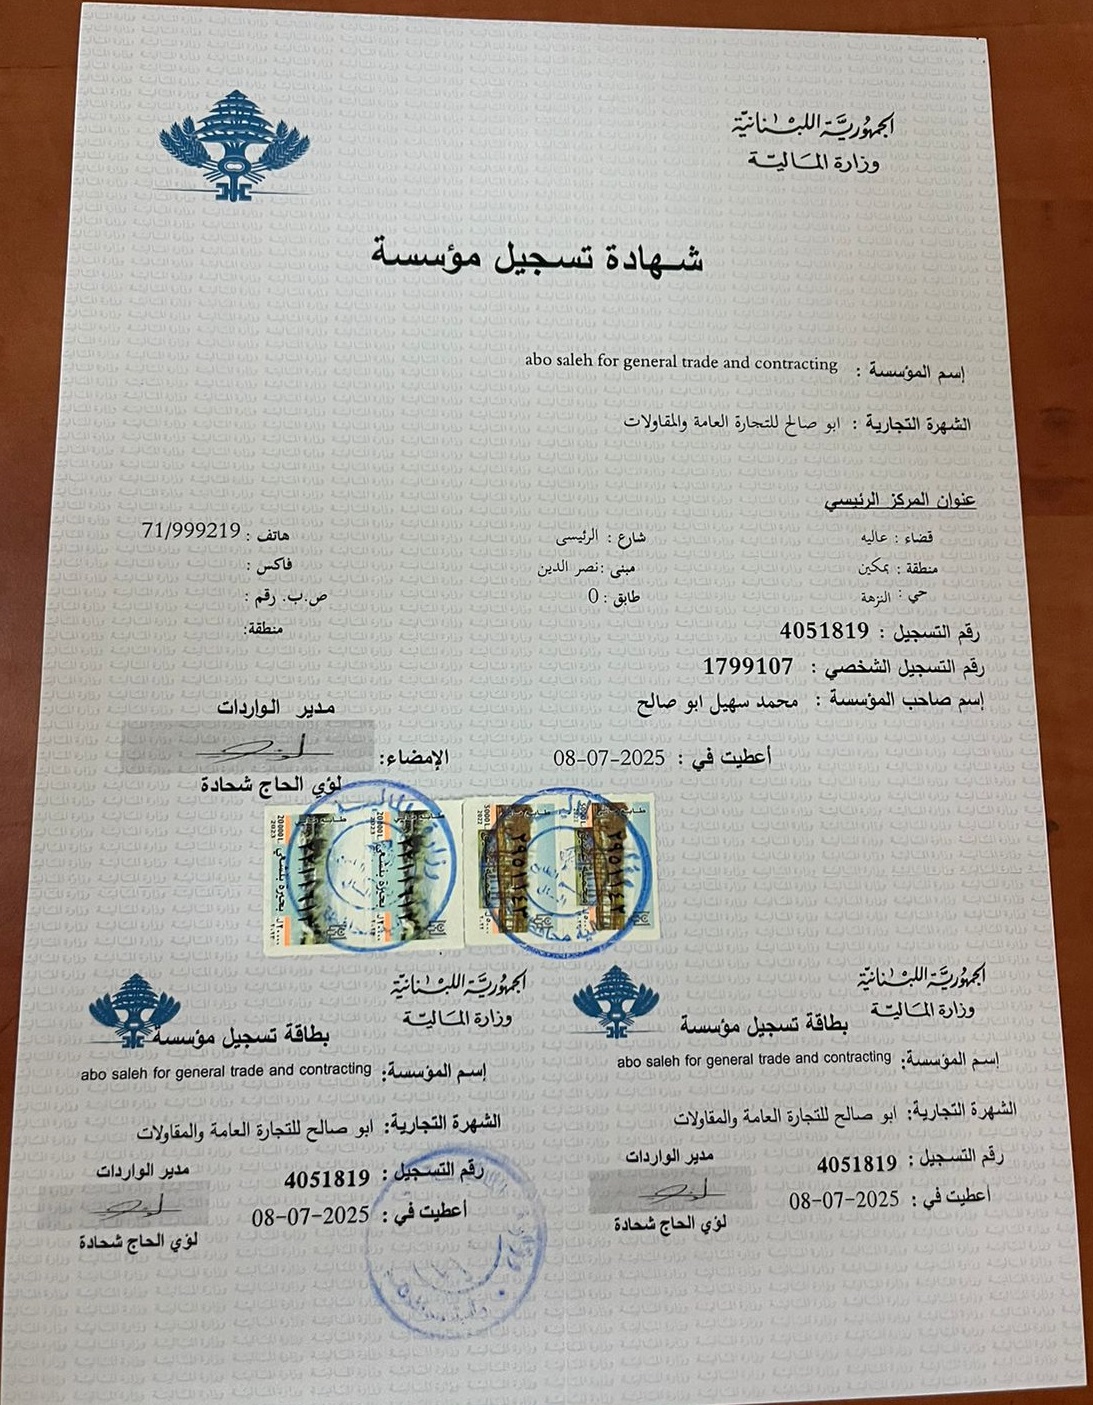 الجمهورية اللبنانية
وزارة المالية
شهادة تسجيل مؤسسة
إسم المؤسسة : abo saleh for general trade and contracting
الشهرة التجارية : ابو صالح للتجارة العامة والمقاولات
عنوان المركز الرئيسي
قضاء : عاليه شارع : الرئيسى هاتف : 71/999219
منطقة : بمكين مبنى : نصر الدين فاكس :
حي : النزهة طابق : 0 ص.ب. رقم :
منطقة:
رقم التسجيل : 4051819
رقم التسجيل الشخصي : 1799107
إسم صاحب المؤسسة : محمد سهيل ابو صالح
مدير الواردات
أعطيت في : 08-07-2025 الإمضاء:
لؤي الحاج شحادة
الجمهورية اللبنانية
وزارة المالية
بطاقة تسجيل مؤسسة
إسم المؤسسة: abo saleh for general trade and contracting
الشهرة التجارية: ابو صالح للتجارة العامة والمقاولات
رقم التسجيل : 4051819
مدير الواردات
أعطيت في : 08-07-2025
لؤي الحاج شحادة
الجمهورية اللبنانية
وزارة المالية
بطاقة تسجيل مؤسسة
إسم المؤسسة: abo saleh for general trade and contracting
الشهرة التجارية: ابو صالح للتجارة العامة والمقاولات
رقم التسجيل : 4051819
مدير الواردات
أعطيت في : 08-07-2025
لؤي الحاج شحادة